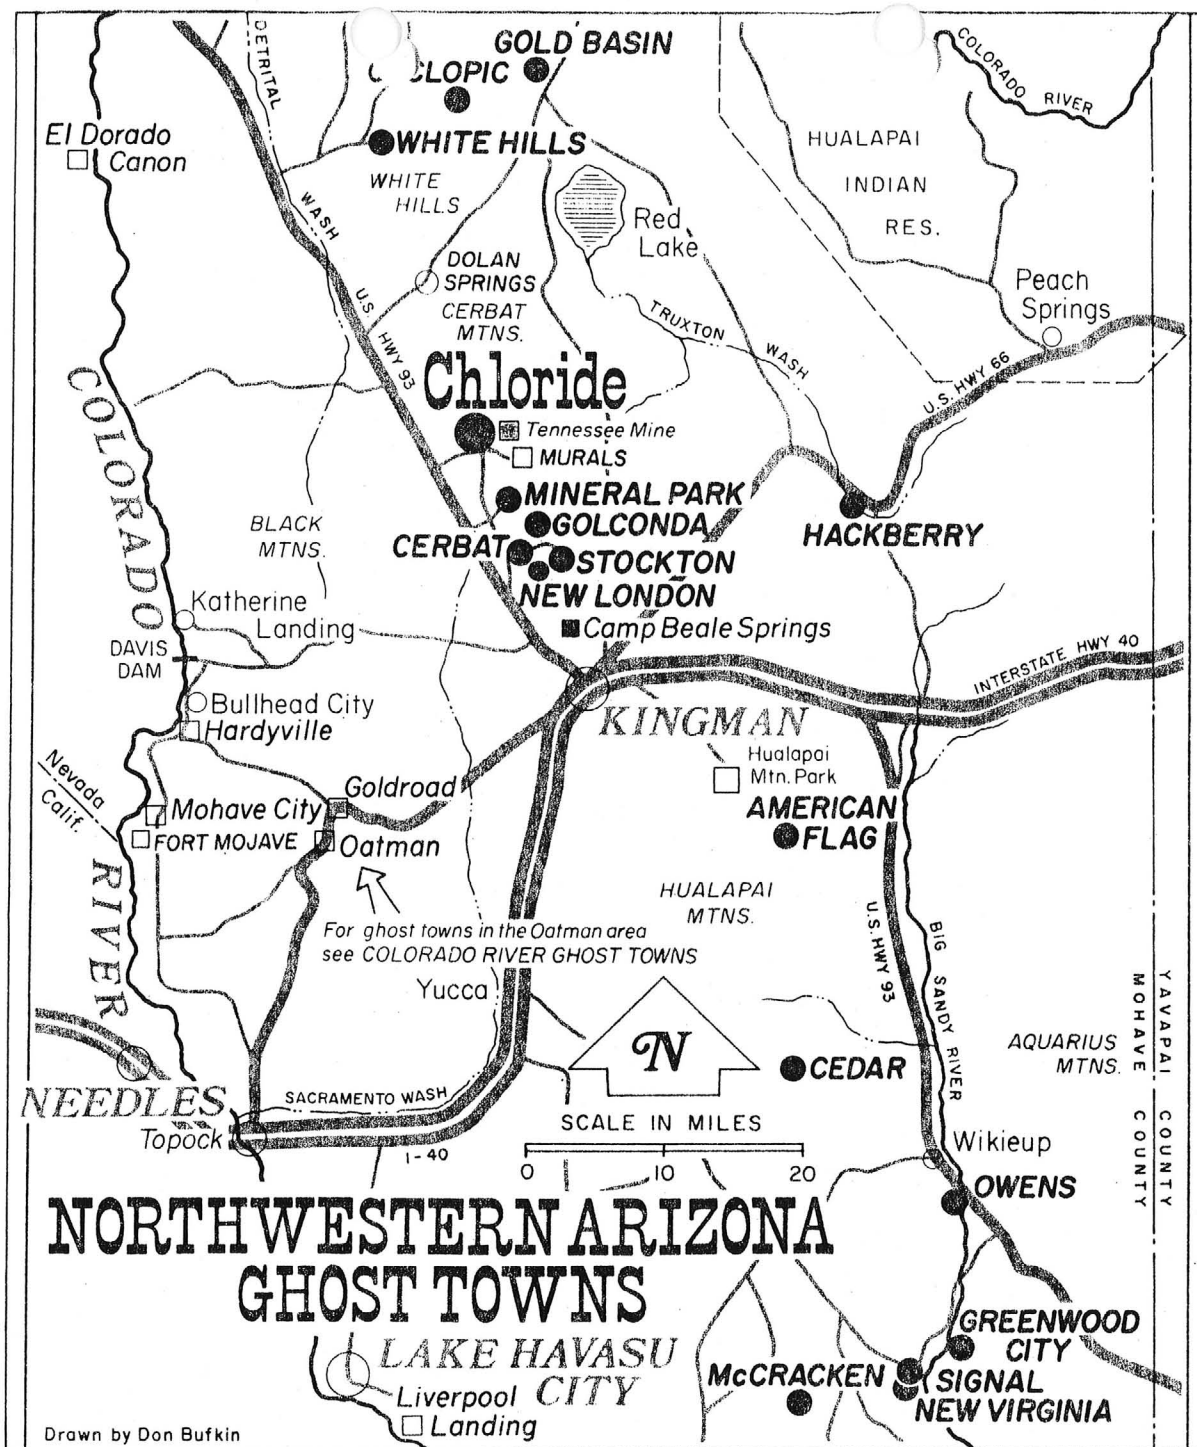 GOLD BASIN
CLOPIC
WHITE HILLS
WHITE
HILLS
DETRITAL
WASH
El Dorado
Canon
COLORADO
RIVER
HUALAPAI
INDIAN
RES.
Red
Lake
DOLAN
SPRINGS
CERBAT
MTNS.
U.S. HWY 93
TRUXTON
WASH
Peach
Springs
U.S. HWY 66
Chloride
Tennessee Mine
MURALS
MINERAL PARK
GOLCONDA
CERBAT
STOCKTON
NEW LONDON
HACKBERRY
BLACK
MTNS.
COLORADO
RIVER
Katherine
Landing
DAVIS
DAM
Camp Beale Springs
INTERSTATE HWY 40
Bullhead City
Hardyville
KINGMAN
Hualapai
Mtn. Park
Nevada
Calif.
Goldroad
Mohave City
FORT MOJAVE
Oatman
AMERICAN
FLAG
HUALAPAI
MTNS.
For ghost towns in the Oatman area
see COLORADO RIVER GHOST TOWNS
Yucca
U.S. HWY 93
BIG SANDY RIVER
YAVAPAI COUNTY
MOHAVE COUNTY
AQUARIUS
MTNS.
N
CEDAR
NEEDLES
Topock
SACRAMENTO WASH
I-40
SCALE IN MILES
0 10 20
Wikieup
OWENS
NORTHWESTERN ARIZONA
GHOST TOWNS
LAKE HAVASU
CITY
Liverpool
Landing
GREENWOOD
CITY
McCRACKEN
SIGNAL
NEW VIRGINIA
Drawn by Don Bufkin